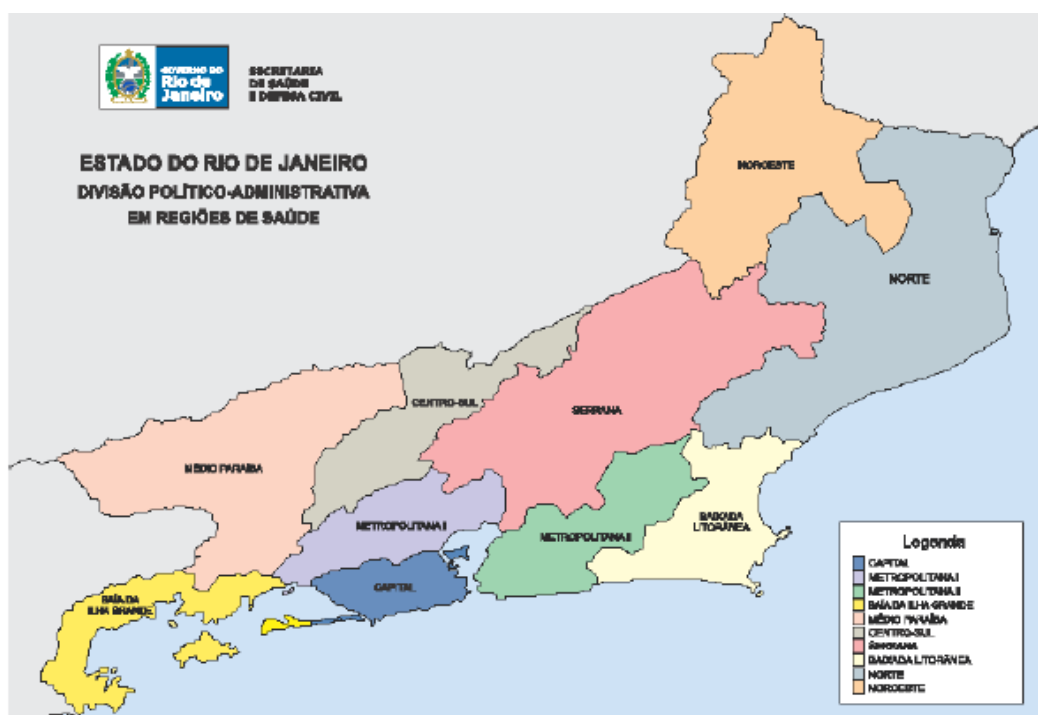 GOVERNO DO
Rio de
Janeiro
SECRETARIA
DE SAÚDE
E DEFESA CIVIL
ESTADO DO RIO DE JANEIRO
DIVISÃO POLÍTICO-ADMINISTRATIVA
EM REGIÕES DE SAÚDE
NOROESTE
NORTE
CENTRO-SUL
SERRANA
MÉDIO PARAÍBA
METROPOLITANA I
METROPOLITANA II
BAIXADA
LITORÂNEA
CAPITAL
BAÍA DA
ILHA GRANDE
Legenda
CAPITAL
METROPOLITANA I
METROPOLITANA II
BAÍA DA ILHA GRANDE
MÉDIO PARAÍBA
CENTRO-SUL
SERRANA
BAIXADA LITORÂNEA
NORTE
NOROESTE